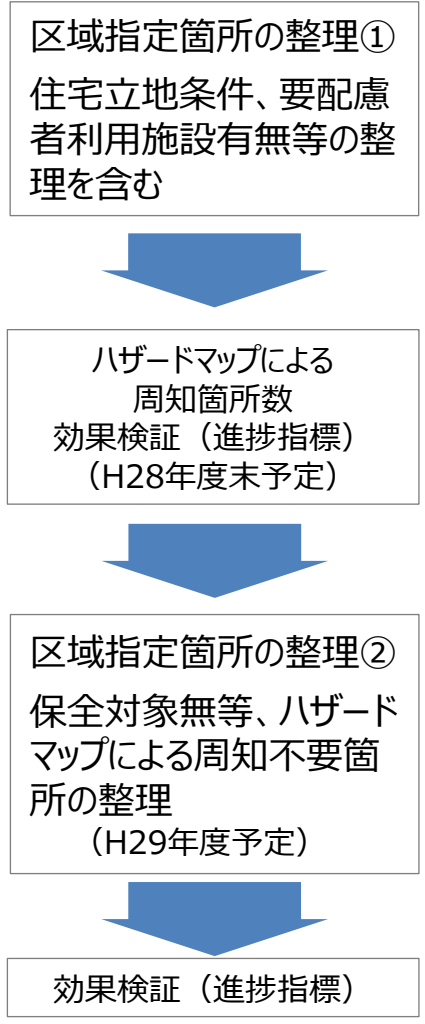 区域指定箇所の整理①
住宅立地条件、要配慮
者利用施設有無等の整
理を含む
ハザードマップによる
周知箇所数
効果検証（進捗指標）
（H28年度末予定）
区域指定箇所の整理②
保全対象無等、ハザード
マップによる周知不要箇
所の整理
（H29年度予定）
効果検証（進捗指標）